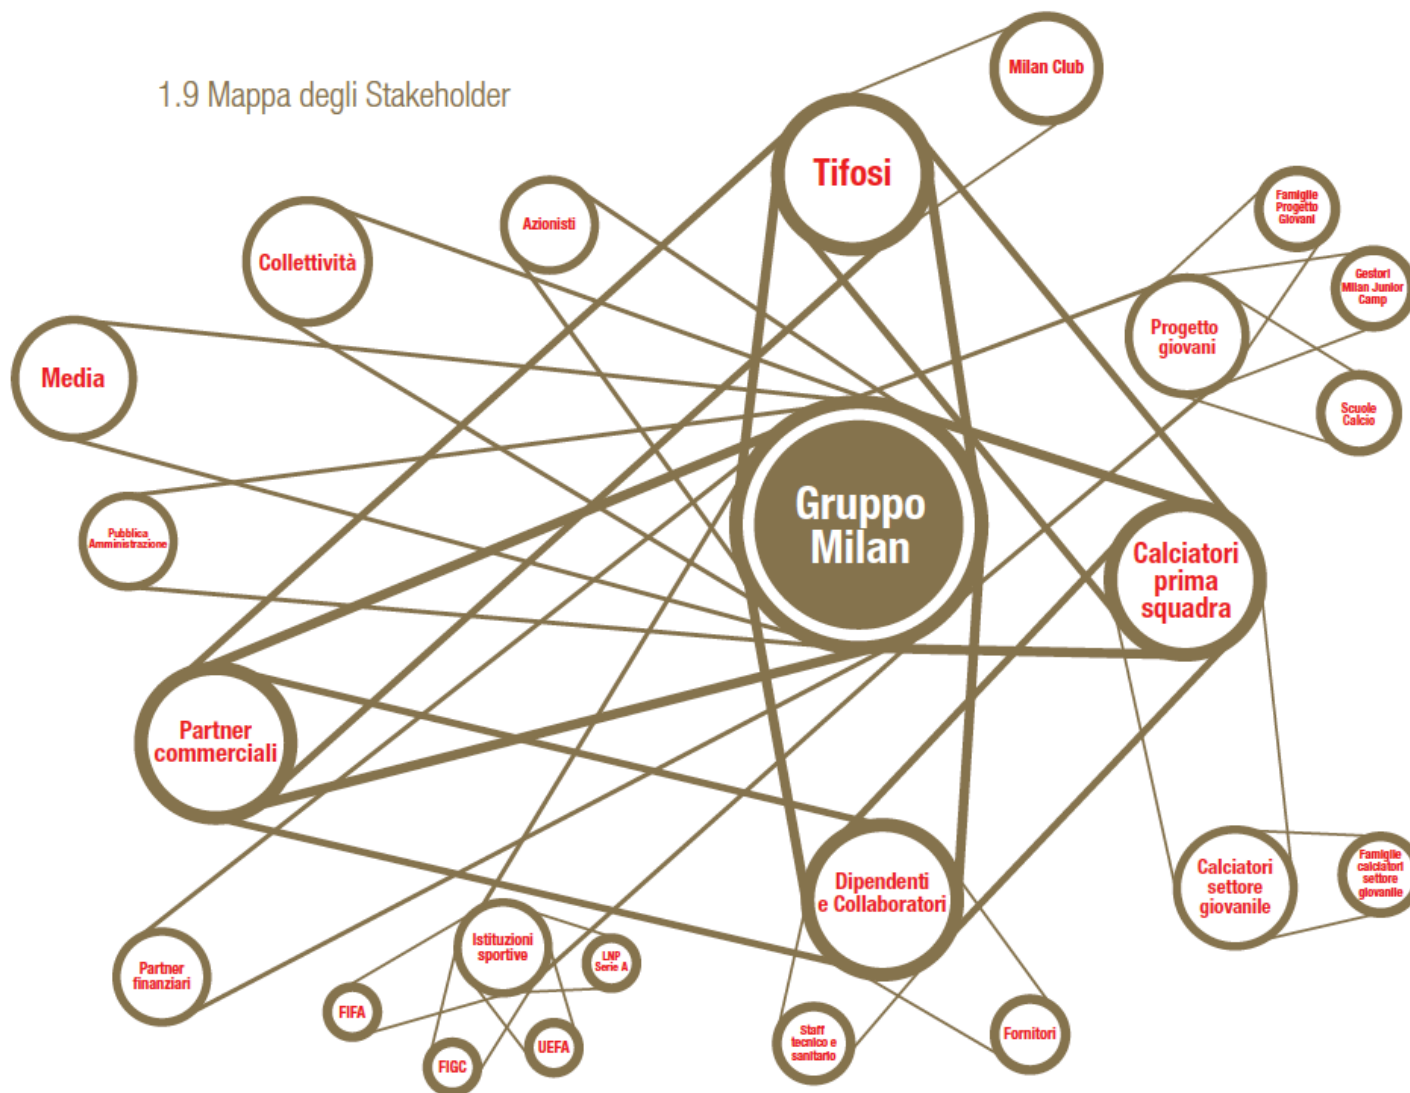 1.9 Mappa degli Stakeholder
Milan Club
Tifosi
Azionisti
Collettività
Famiglie
Progetto
Giovani
Gestori
Milan Junior
Camp
Progetto
giovani
Media
Scuole
Calcio
Gruppo
Milan
Pubblica
Amministrazione
Calciatori
prima
squadra
Partner
commerciali
Calciatori
settore
giovanile
Famiglie
calciatori
settore
giovanile
Dipendenti
e Collaboratori
Istituzioni
sportive
LNP
Serie A
Partner
finanziari
FIFA
UEFA
FIGC
Staff
tecnico e
sanitario
Fornitori